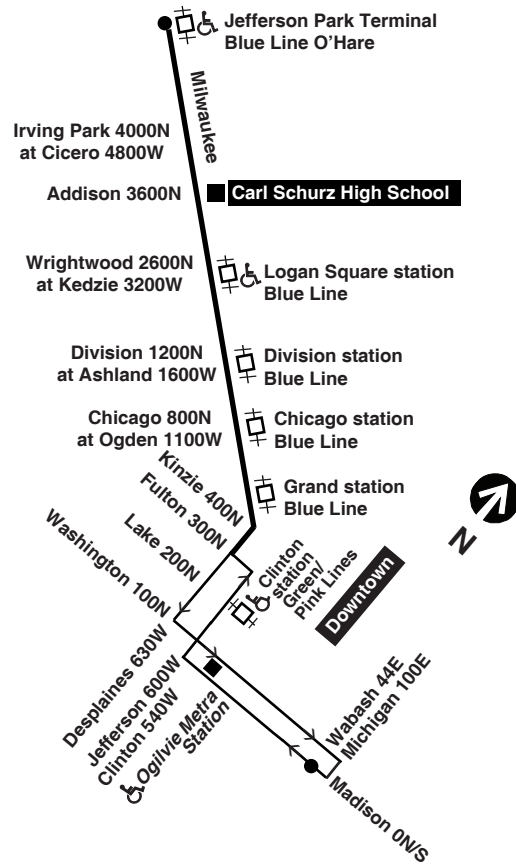 Jefferson Park Terminal
Blue Line O’Hare
Milwaukee
Irving Park 4000N
at Cicero 4800W
Addison 3600N
Carl Schurz High School
Wrightwood 2600N
at Kedzie 3200W
Logan Square station
Blue Line
Division 1200N
at Ashland 1600W
Division station
Blue Line
Chicago 800N
at Ogden 1100W
Chicago station
Blue Line
Grand station
Blue Line
Kinzie 400N
Fulton 300N
Lake 200N
Washington 100N
Clinton
station
Green/
Pink Lines
Downtown
N
Desplaines 630W
Jefferson 600W
Clinton 540W
Ogilvie Metra
Station
Wabash 44E
Michigan 100E
Madison 0N/S